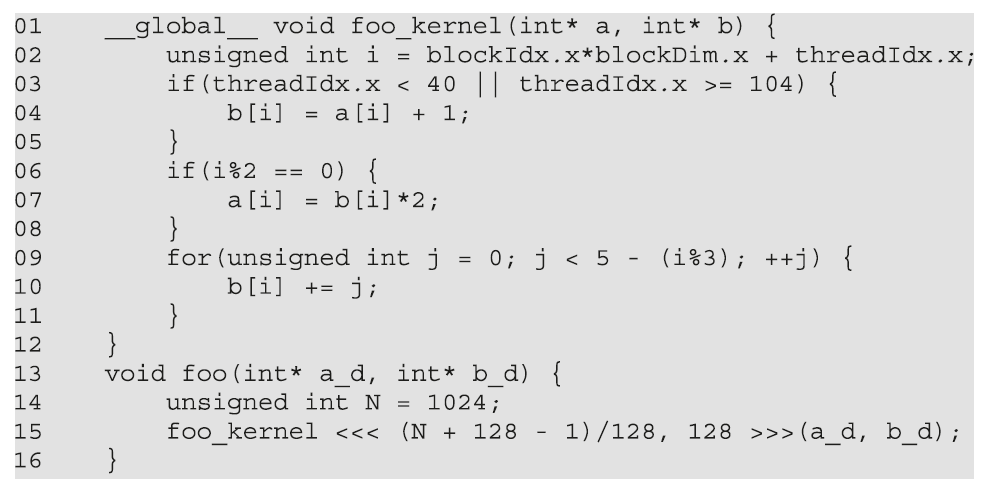 01    __global__ void foo_kernel(int* a, int* b) {
02        unsigned int i = blockIdx.x*blockDim.x + threadIdx.x;
03        if(threadIdx.x < 40 || threadIdx.x >= 104) {
04            b[i] = a[i] + 1;
05        }
06        if(i%2 == 0) {
07            a[i] = b[i]*2;
08        }
09        for(unsigned int j = 0; j < 5 - (i%3); ++j) {
10            b[i] += j;
11        }
12    }
13    void foo(int* a_d, int* b_d) {
14        unsigned int N = 1024;
15        foo_kernel <<< (N + 128 - 1)/128, 128 >>>(a_d, b_d);
16    }